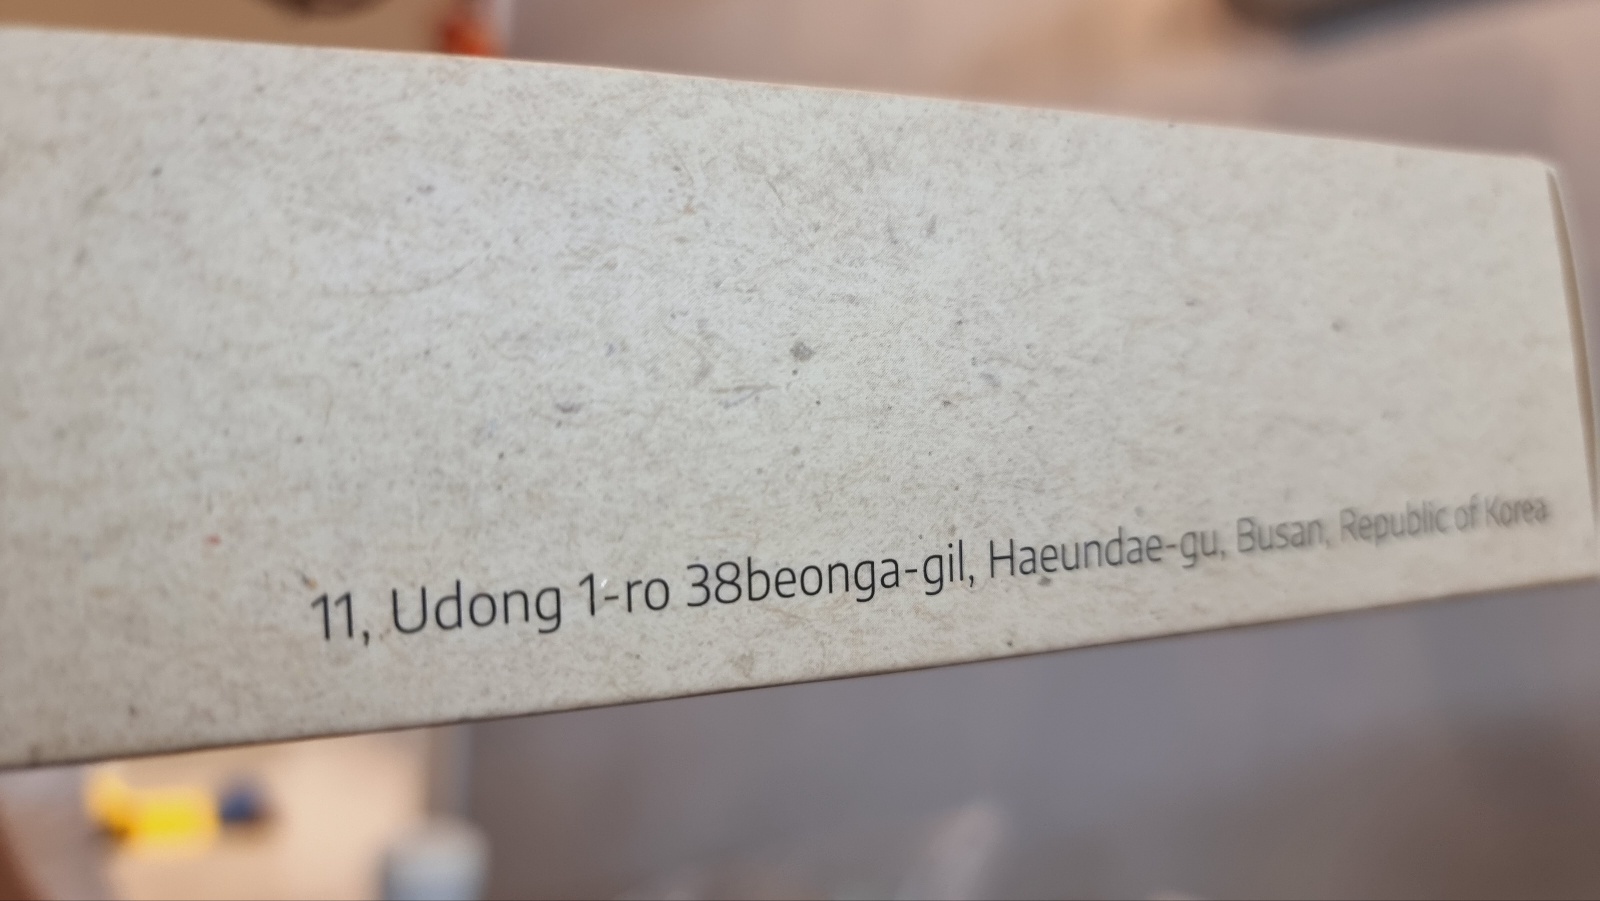 11, Udong 1-ro 38beonga-gil, Haeundae-gu, Busan, Republic of Korea